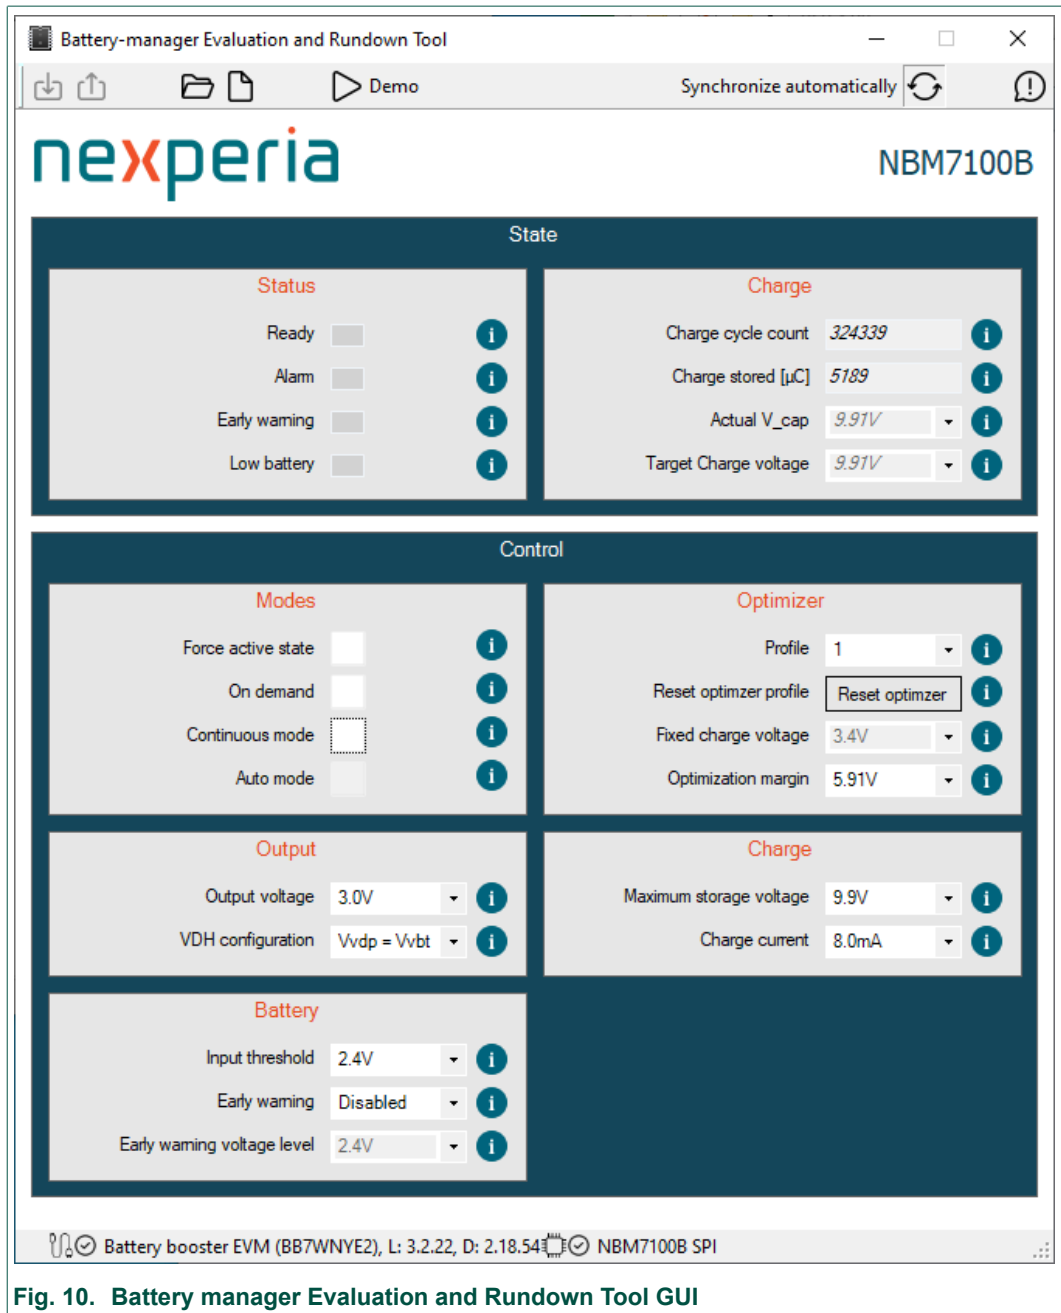 Battery-manager Evaluation and Rundown Tool
Demo
Synchronize automatically
nexperia
NBM7100B
State
Status
Ready
Alarm
Early warning
Low battery
Charge
Charge cycle count 324339
Charge stored [µC] 5189
Actual V_cap 9.91V
Target Charge voltage 9.91V
Control
Modes
Force active state
On demand
Continuous mode
Auto mode
Optimizer
Profile 1
Reset optimzer profile Reset optimzer
Fixed charge voltage 3.4V
Optimization margin 5.91V
Output
Output voltage 3.0V
VDH configuration Vvdp = Vvbt
Charge
Maximum storage voltage 9.9V
Charge current 8.0mA
Battery
Input threshold 2.4V
Early warning Disabled
Early warning voltage level 2.4V
Battery booster EVM (BB7WNYE2), L: 3.2.22, D: 2.18.54 NBM7100B SPI
Fig. 10. Battery manager Evaluation and Rundown Tool GUI